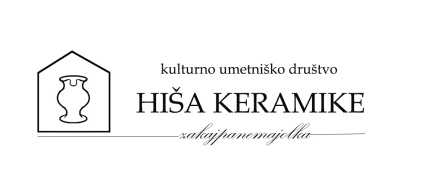 kulturno umetniško društvo
HIŠA KERAMIKE
zakajpanemajolka